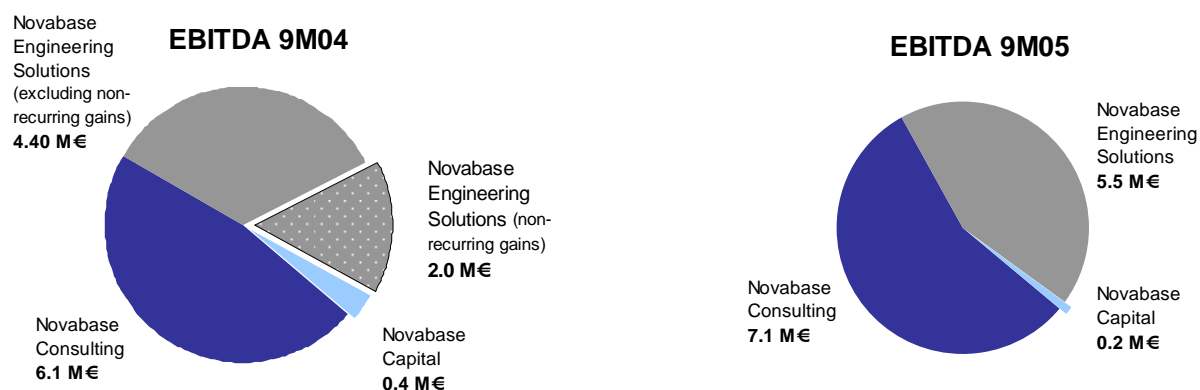 EBITDA 9M04
Novabase
Engineering
Solutions
(excluding non-
recurring gains)
4.40 M€
Novabase
Engineering
Solutions (non-
recurring gains)
2.0 M€
Novabase
Consulting
6.1 M€
Novabase
Capital
0.4 M€
EBITDA 9M05
Novabase
Engineering
Solutions
5.5 M€
Novabase
Consulting
7.1 M€
Novabase
Capital
0.2 M€